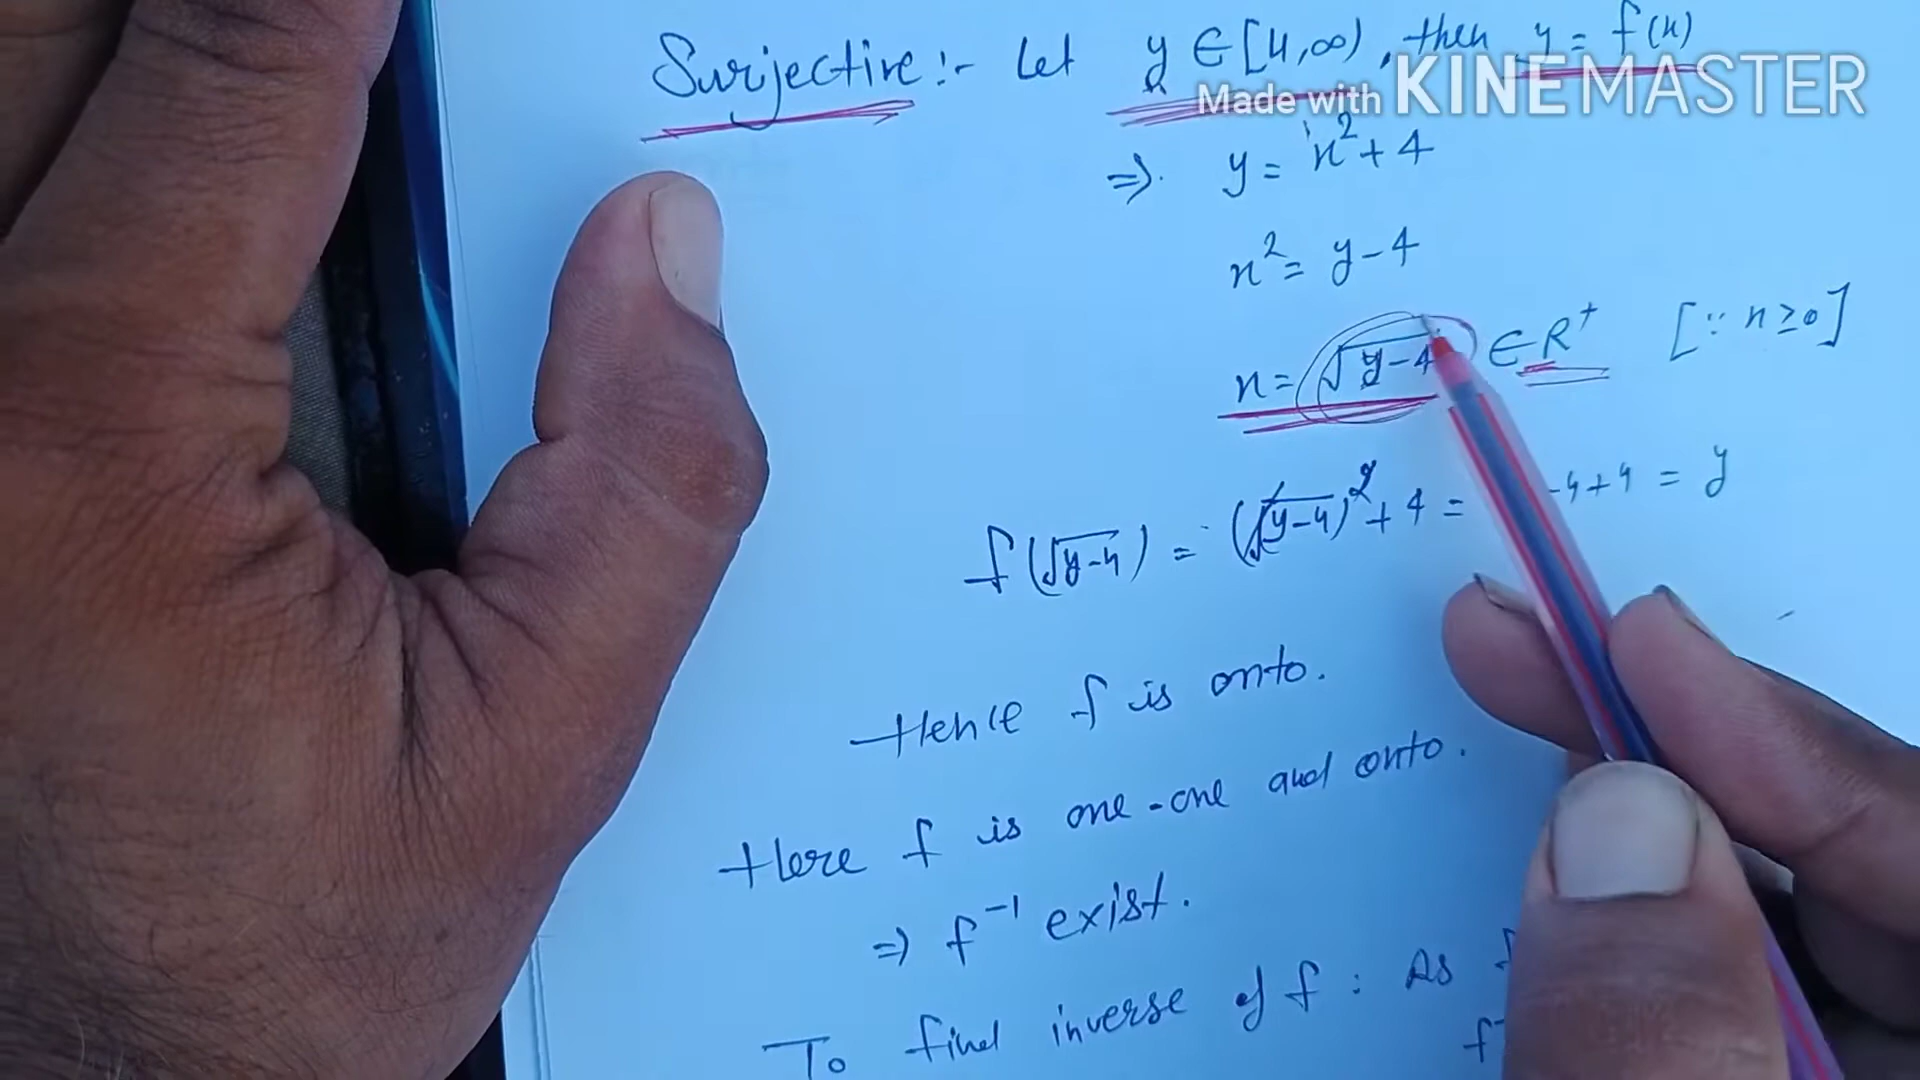 Surjective :- Let y ∈ [4,∞), then y = f(x)
Made with KINEMASTER
⇒ y = x²+4
x² = y-4
x = √y-4 ∈ R⁺ [∵ x ≥ 0]
f(√y-4) = (√y-4)² + 4 = -4+4 = y
Hence f is onto.
Here f is one-one and onto.
⇒ f⁻¹ exist.
To find inverse of f : As f
f⁻